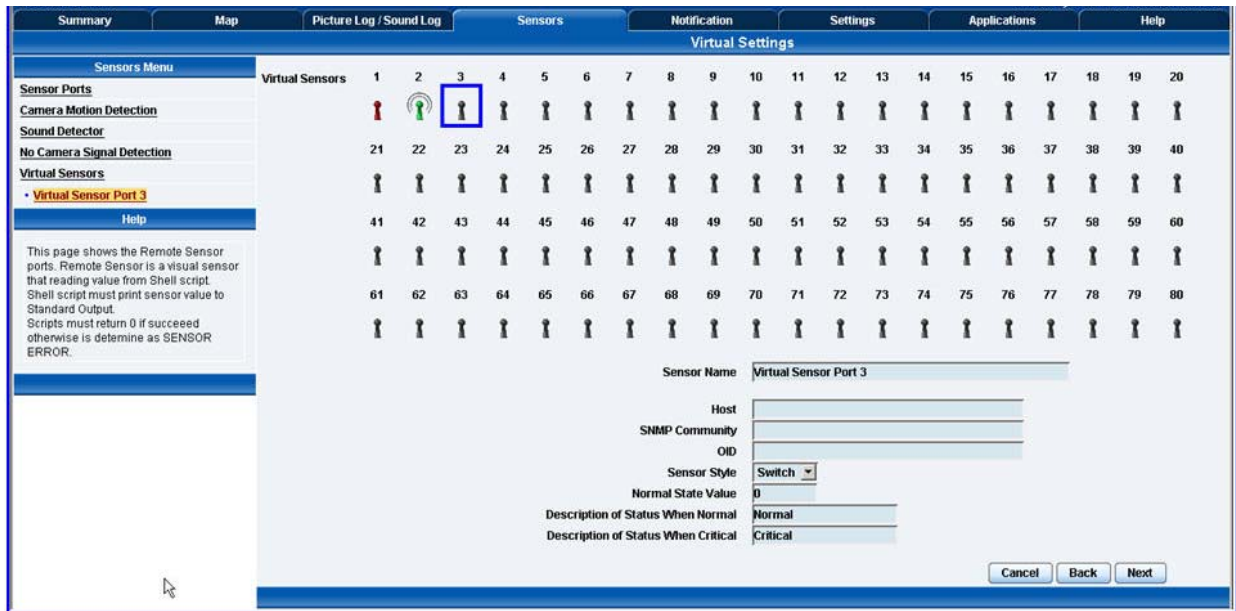 Summary Map Picture Log / Sound Log Sensors Notification Settings Applications Help
Virtual Settings
Sensors Menu
Sensor Ports
Camera Motion Detection
Sound Detector
No Camera Signal Detection
Virtual Sensors
• Virtual Sensor Port 3
Help
This page shows the Remote Sensor
ports. Remote Sensor is a visual sensor
that reading value from Shell script.
Shell script must print sensor value to
Standard Output.
Scripts must return 0 if succeeed
otherwise is detemine as SENSOR
ERROR.
Virtual Sensors 1 2 3 4 5 6 7 8 9 10 11 12 13 14 15 16 17 18 19 20
21 22 23 24 25 26 27 28 29 30 31 32 33 34 35 36 37 38 39 40
41 42 43 44 45 46 47 48 49 50 51 52 53 54 55 56 57 58 59 60
61 62 63 64 65 66 67 68 69 70 71 72 73 74 75 76 77 78 79 80
Sensor Name Virtual Sensor Port 3
Host
SNMP Community
OID
Sensor Style Switch
Normal State Value 0
Description of Status When Normal Normal
Description of Status When Critical Critical
Cancel Back Next